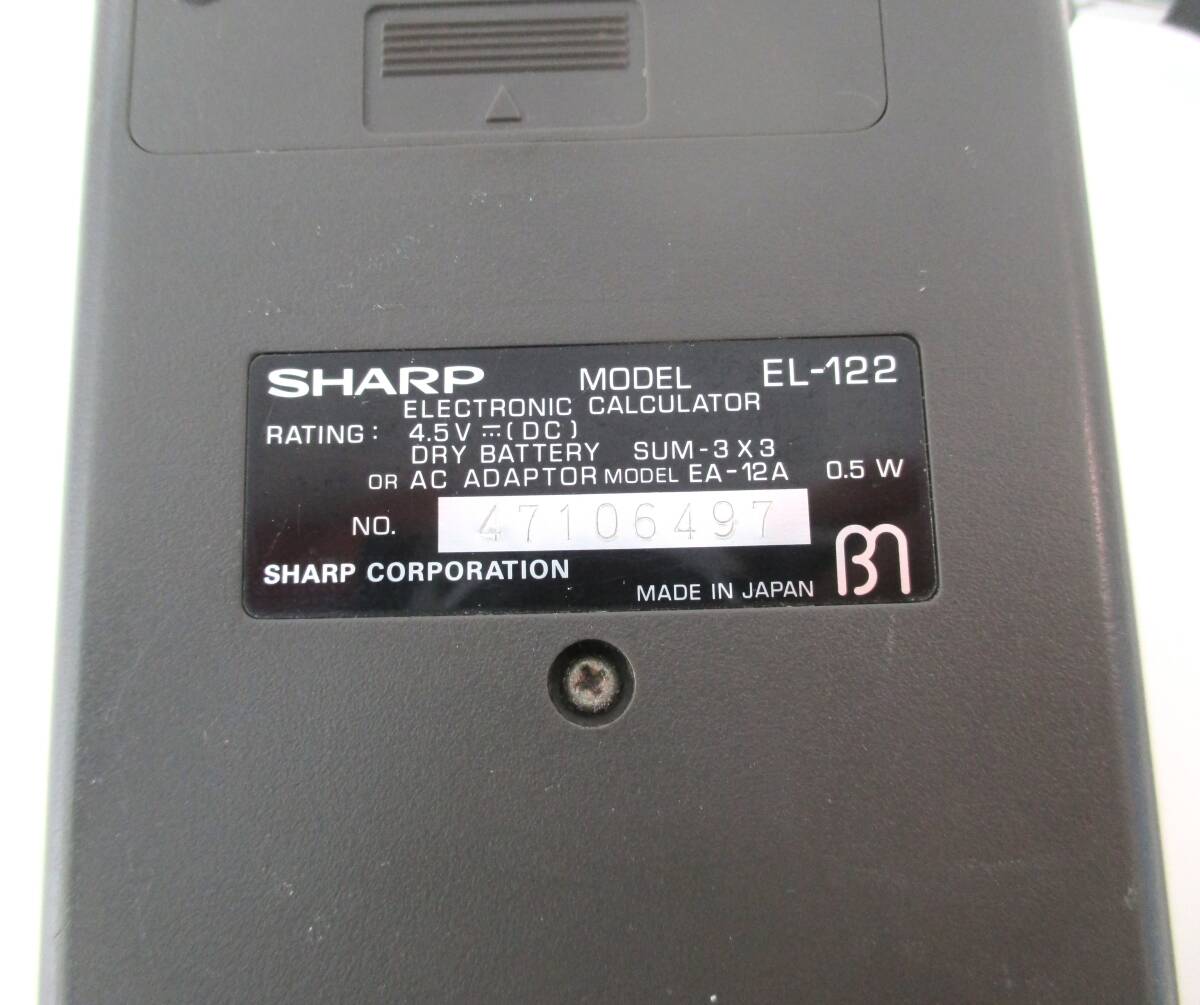 SHARP MODEL EL-122
ELECTRONIC CALCULATOR
RATING: 4.5V ⎓(DC)
DRY BATTERY SUM-3X3
OR AC ADAPTOR MODEL EA-12A 0.5 W
NO. 47106497
SHARP CORPORATION
MADE IN JAPAN